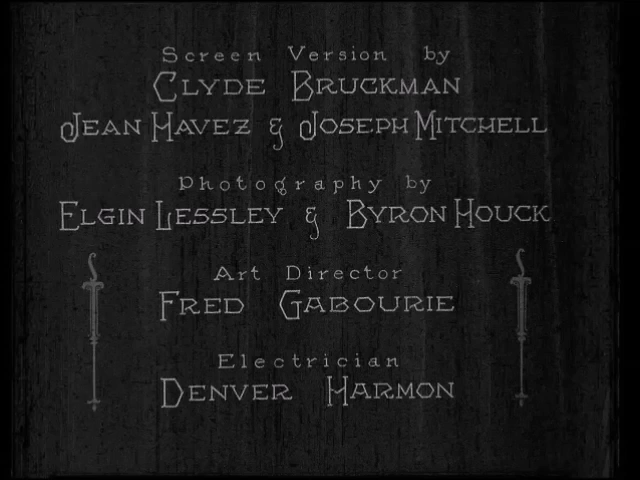 Screen Version by
CLYDE BRUCKMAN
JEAN HAVEZ & JOSEPH MITCHELL
Photography by
ELGIN LESSLEY & BYRON HOUCK
Art Director
FRED GABOURIE
Electrician
DENVER HARMON